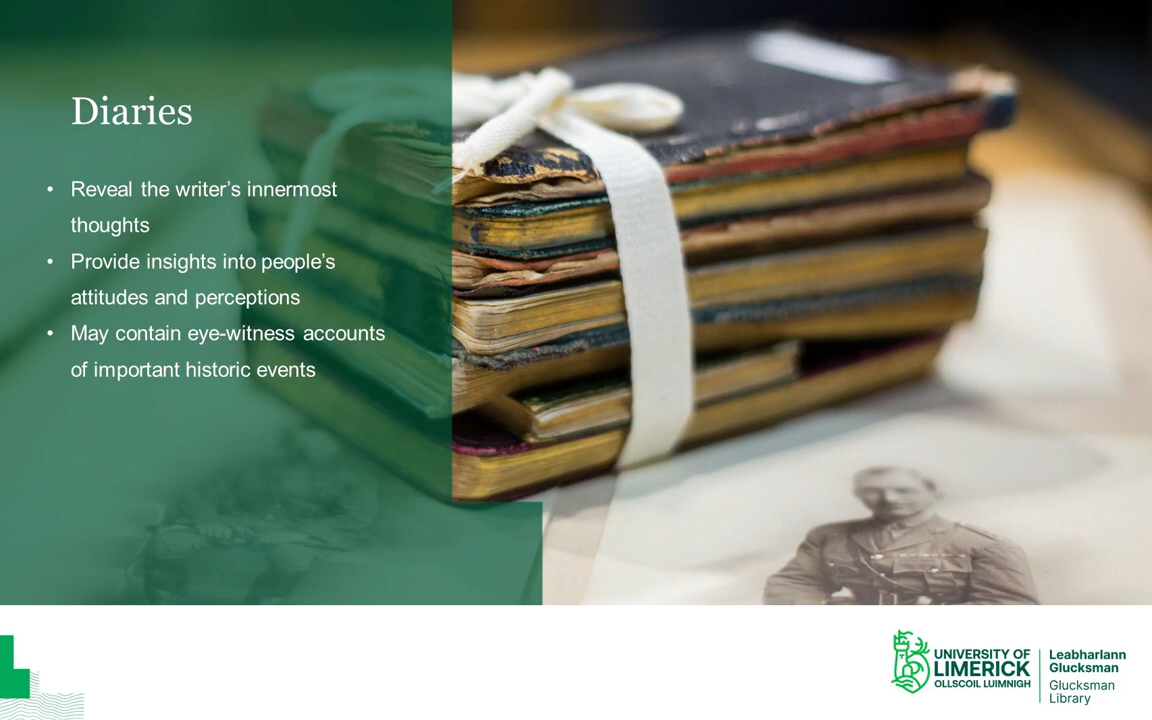 Diaries
• Reveal the writer’s innermost
thoughts
• Provide insights into people’s
attitudes and perceptions
• May contain eye-witness accounts
of important historic events
UNIVERSITY OF
LIMERICK
OLLSCOIL LUIMNIGH
Leabharlann
Glucksman
Glucksman
Library